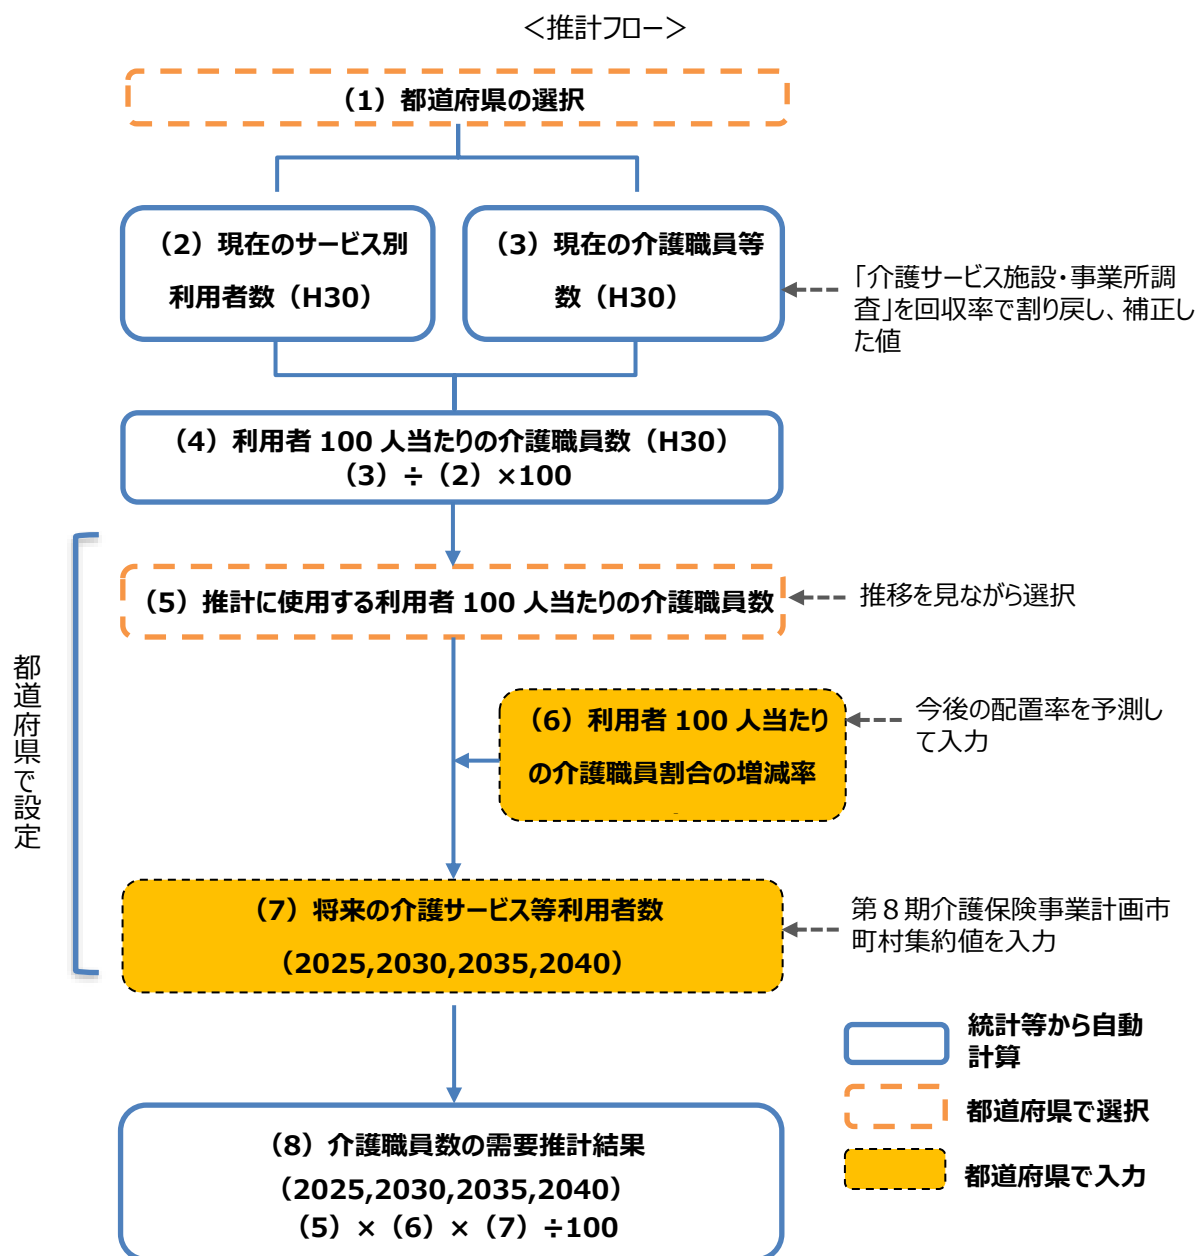 ＜推計フロー＞
（1）都道府県の選択
（2）現在のサービス別
利用者数（H30）
（3）現在の介護職員等
数（H30）
「介護サービス施設・事業所調
査」を回収率で割り戻し、補正し
た値
（4）利用者 100 人当たりの介護職員数（H30）
（3）÷（2）×100
（5）推計に使用する利用者 100 人当たりの介護職員数
推移を見ながら選択
都道府県で設定
（6）利用者 100 人当たり
の介護職員割合の増減率
今後の配置率を予測し
て入力
（7）将来の介護サービス等利用者数
（2025,2030,2035,2040）
第８期介護保険事業計画市
町村集約値を入力
統計等から自動
計算
都道府県で選択
都道府県で入力
（8）介護職員数の需要推計結果
（2025,2030,2035,2040）
（5）×（6）×（7）÷100